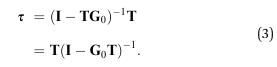 τ = (I − TG₀)⁻¹T
(3)
= T(I − G₀T)⁻¹.